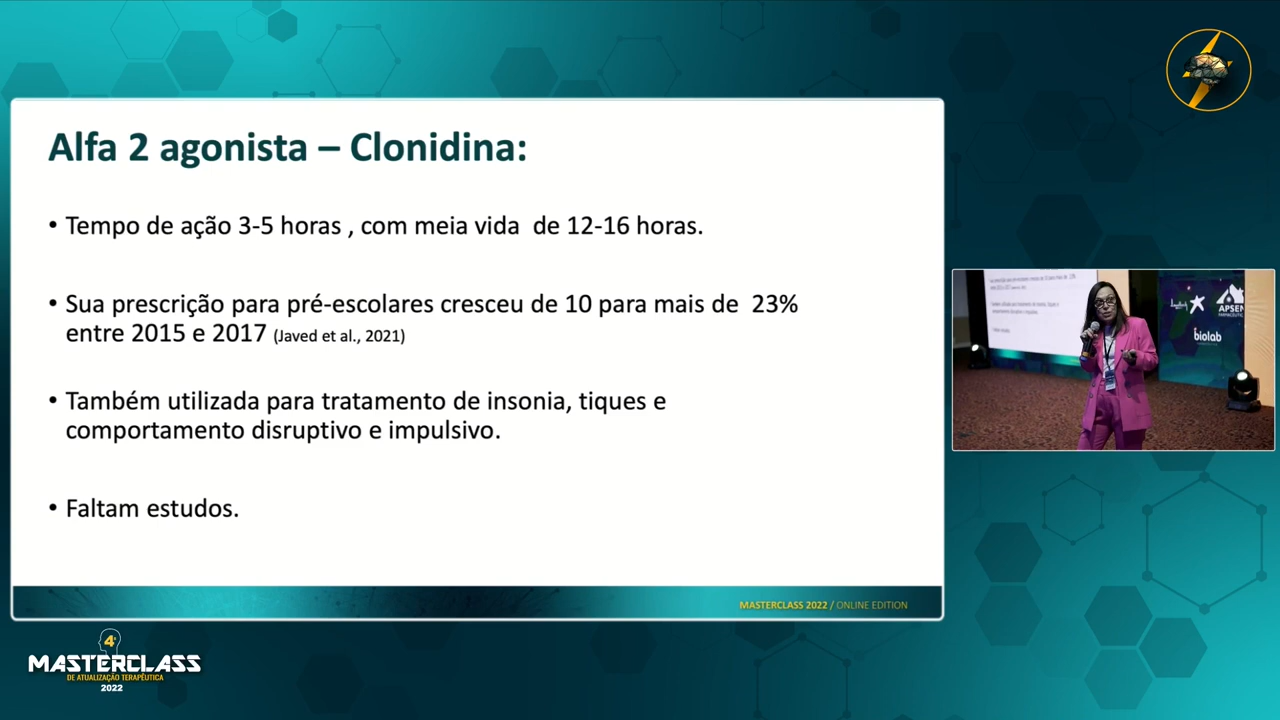 Alfa 2 agonista – Clonidina:
• Tempo de ação 3-5 horas , com meia vida  de 12-16 horas.
• Sua prescrição para pré-escolares cresceu de 10 para mais de  23%
entre 2015 e 2017 (Javed et al., 2021)
• Também utilizada para tratamento de insonia, tiques e
comportamento disruptivo e impulsivo.
• Faltam estudos.
MASTERCLASS 2022 / ONLINE EDITION
APSEN
biolab
4ª
MASTERCLASS
DE ATUALIZAÇÃO TERAPÊUTICA
2022